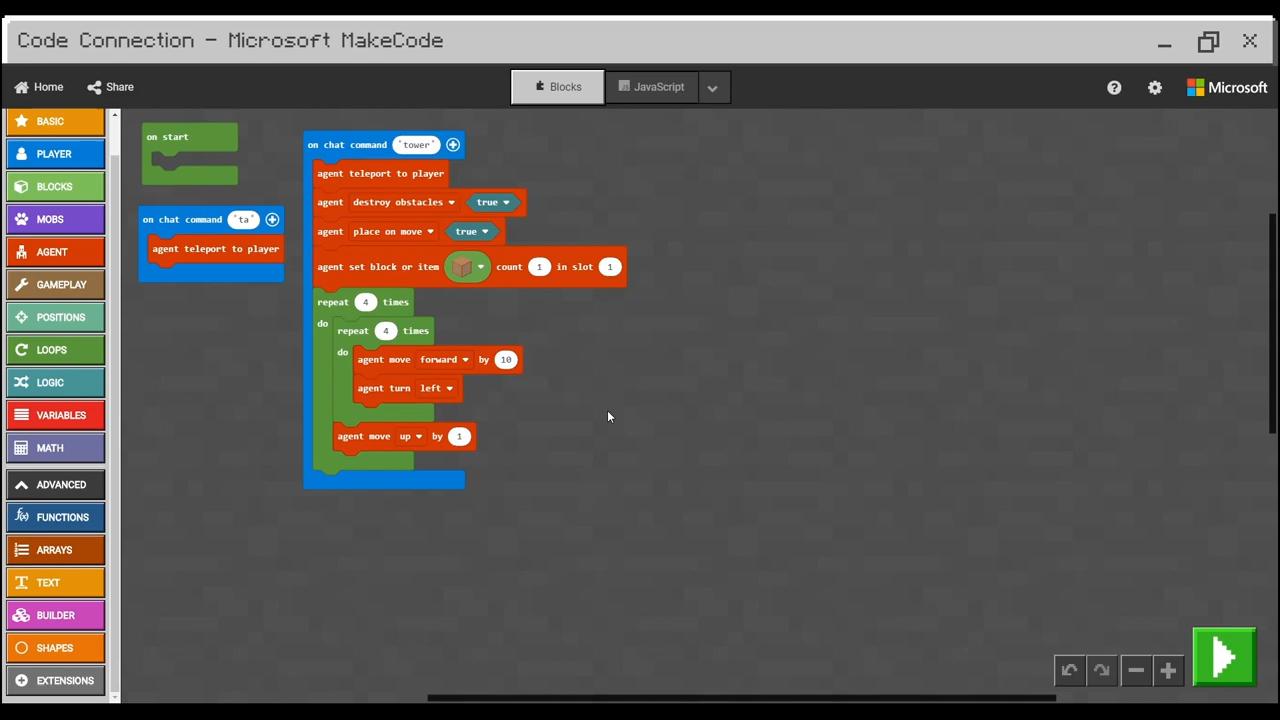 Code Connection - Microsoft MakeCode
Home
Share
Blocks
JavaScript
Microsoft
BASIC
PLAYER
BLOCKS
MOBS
AGENT
GAMEPLAY
POSITIONS
LOOPS
LOGIC
VARIABLES
MATH
ADVANCED
FUNCTIONS
ARRAYS
TEXT
BUILDER
SHAPES
EXTENSIONS
on start
on chat command "ta"
agent teleport to player
on chat command "tower"
agent teleport to player
agent destroy obstacles true
agent place on move true
agent set block or item count 1 in slot 1
repeat 4 times
do
repeat 4 times
do
agent move forward by 10
agent turn left
agent move up by 1